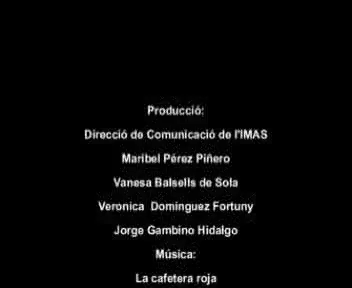 Producció:
Direcció de Comunicació de l'IMAS
Maribel Pérez Piñero
Vanesa Balsells de Sola
Veronica Dominguez Fortuny
Jorge Gambino Hidalgo
Música:
La cafetera roja